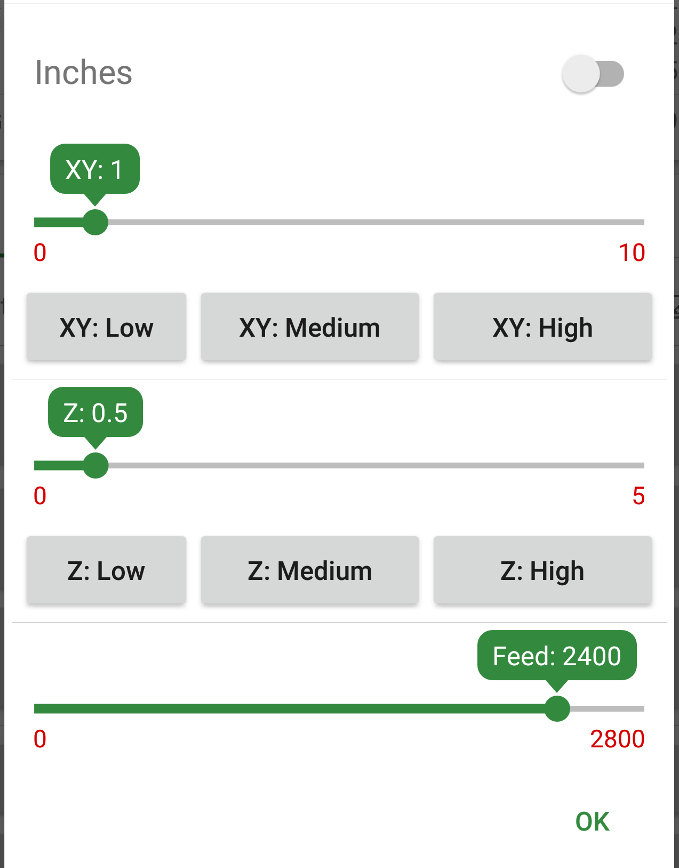 Inches
XY: 1
0 10
XY: Low XY: Medium XY: High
Z: 0.5
0 5
Z: Low Z: Medium Z: High
Feed: 2400
0 2800
OK